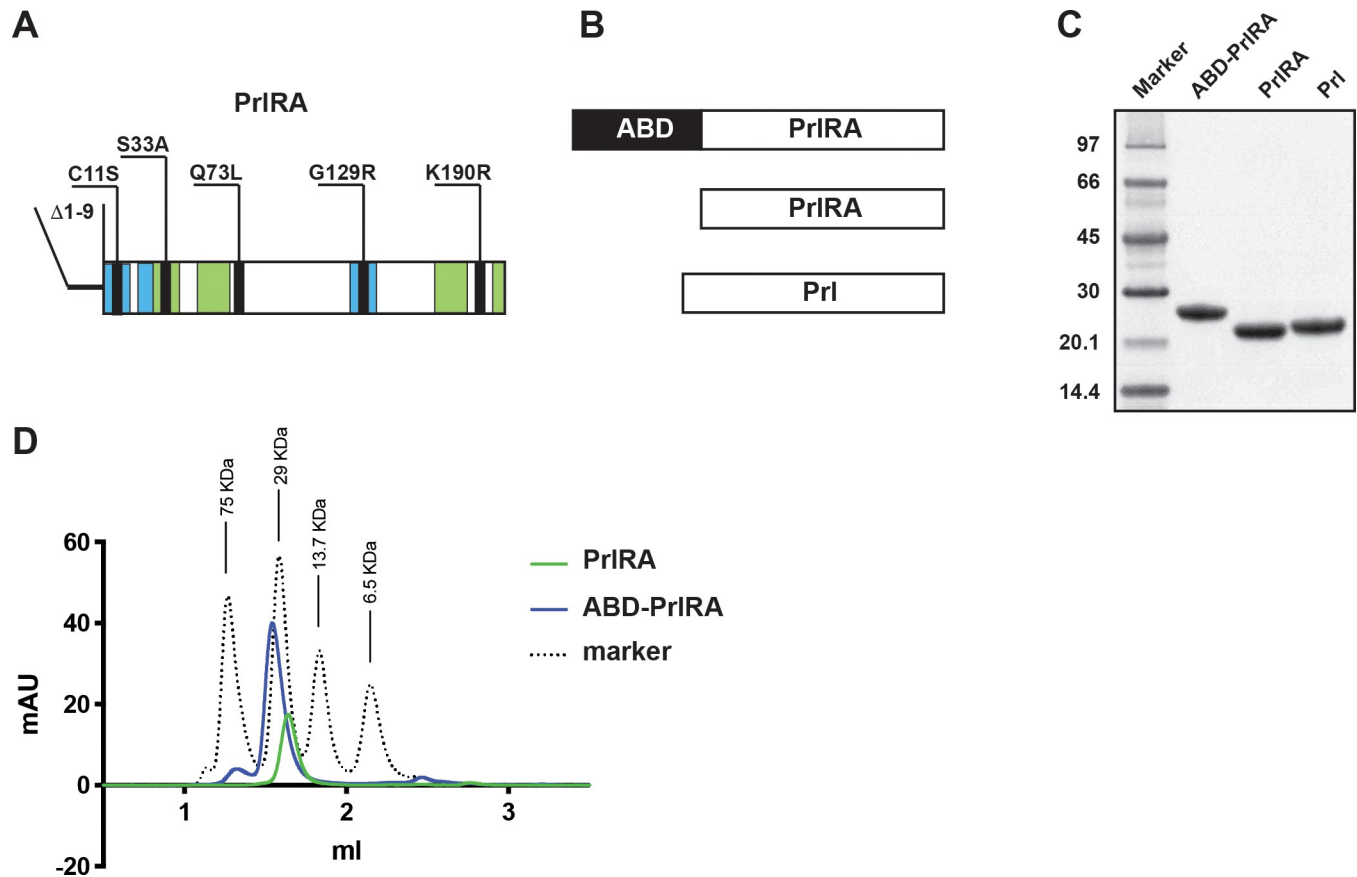 A
PrlRA
C11S
S33A
Q73L
G129R
K190R
Δ1-9
B
ABD PrlRA
PrlRA
Prl
C
Marker ABD-PrlRA PrlRA Prl
97
66
45
30
20.1
14.4
D
75 KDa
29 KDa
13.7 KDa
6.5 KDa
60
40
20
0
-20
mAU
1 2 3
ml
PrlRA
ABD-PrlRA
marker